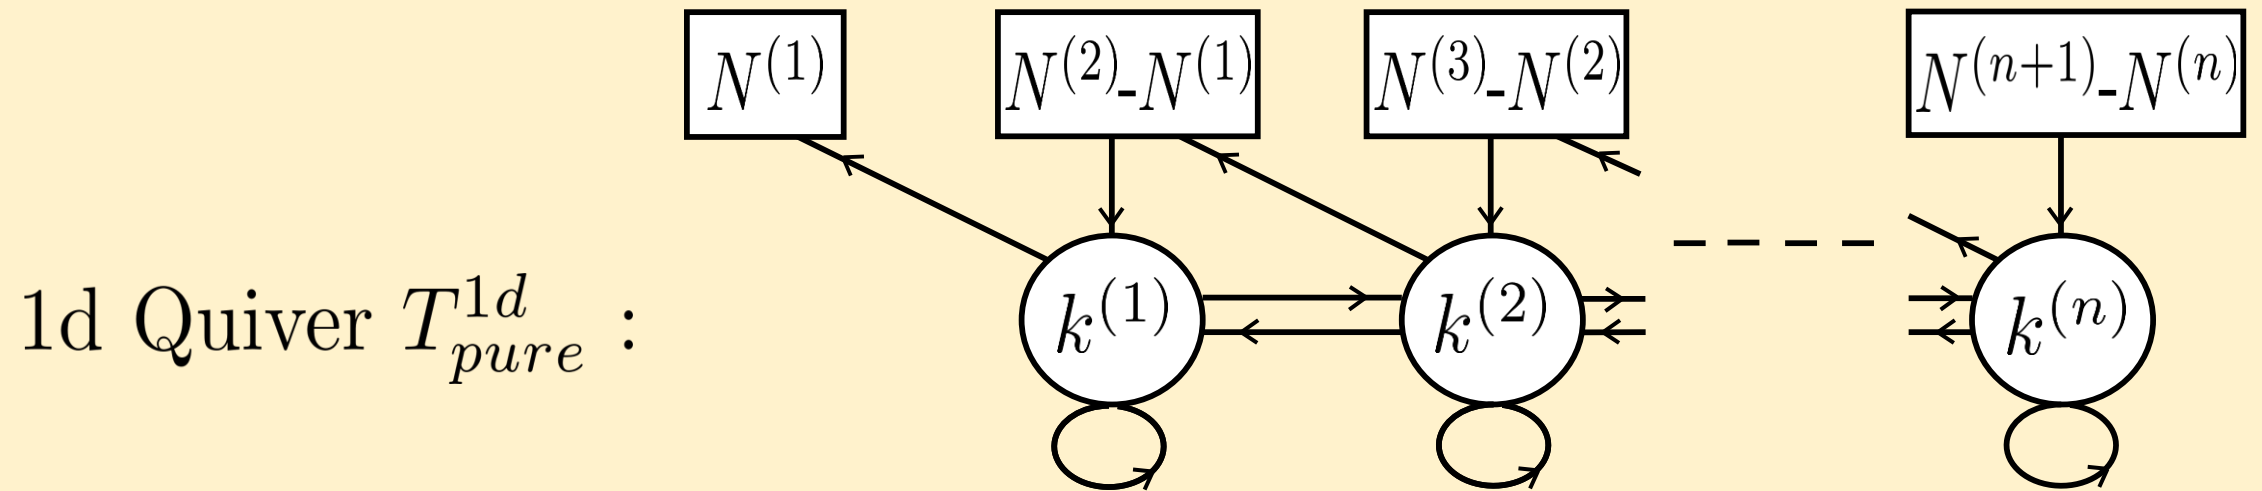 N^{(1)} N^{(2)}-N^{(1)} N^{(3)}-N^{(2)} N^{(n+1)}-N^{(n)}
1d Quiver T^{1d}_{pure} : k^{(1)} k^{(2)} k^{(n)}